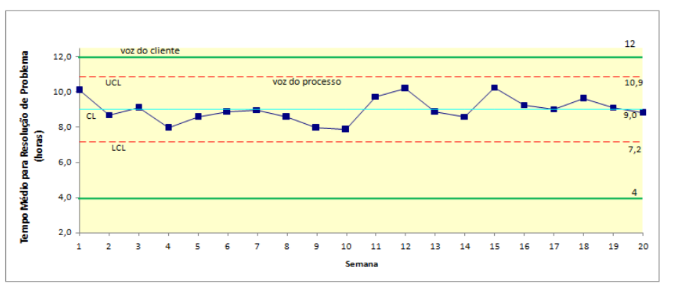 12
voz do cliente
12,0
UCL
voz do processo
10,9
10,0
CL
9,0
8,0
LCL
7,2
6,0
4
4,0
2,0
1 2 3 4 5 6 7 8 9 10 11 12 13 14 15 16 17 18 19 20
Semana
Tempo Médio para Resolução de Problema
(horas)